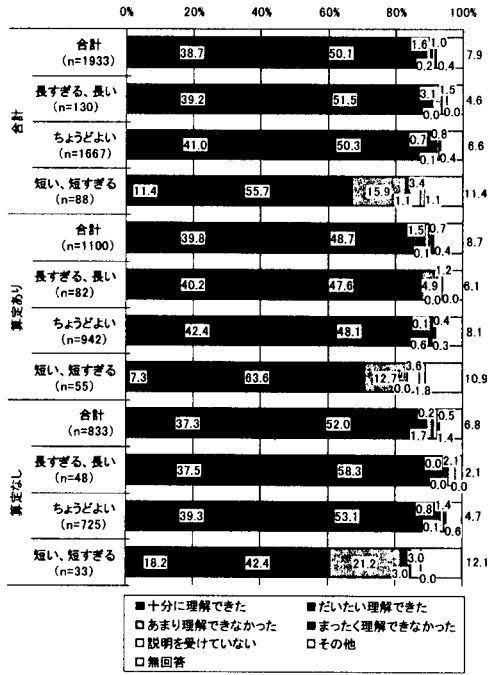 0% 20% 40% 60% 80% 100%
合計
合計
(n=1933)
38.7 50.1 1.6 0.2 1.0 0.4 7.9
長すぎる、長い
(n=130)
39.2 51.5 3.1 0.0 1.5 0.0 4.6
ちょうどよい
(n=1667)
41.0 50.3 0.7 0.1 0.8 0.4 6.6
短い、短すぎる
(n=88)
11.4 55.7 15.9 1.1 3.4 1.1 11.4
算定あり
合計
(n=1100)
39.8 48.7 1.5 0.1 0.7 0.4 8.7
長すぎる、長い
(n=82)
40.2 47.6 4.9 0.0 1.2 0.0 6.1
ちょうどよい
(n=942)
42.4 48.1 0.6 0.1 0.4 0.3 8.1
短い、短すぎる
(n=55)
7.3 63.6 12.7 0.0 3.6 1.8 10.9
算定なし
合計
(n=833)
37.3 52.0 1.7 0.2 1.4 0.5 6.8
長すぎる、長い
(n=48)
37.5 58.3 0.0 0.0 2.1 0.0 2.1
ちょうどよい
(n=725)
39.3 53.1 0.8 0.1 1.4 0.6 4.7
短い、短すぎる
(n=33)
18.2 42.4 21.2 3.0 3.0 0.0 12.1
十分に理解できた だいたい理解できた
あまり理解できなかった まったく理解できなかった
説明を受けていない その他
無回答